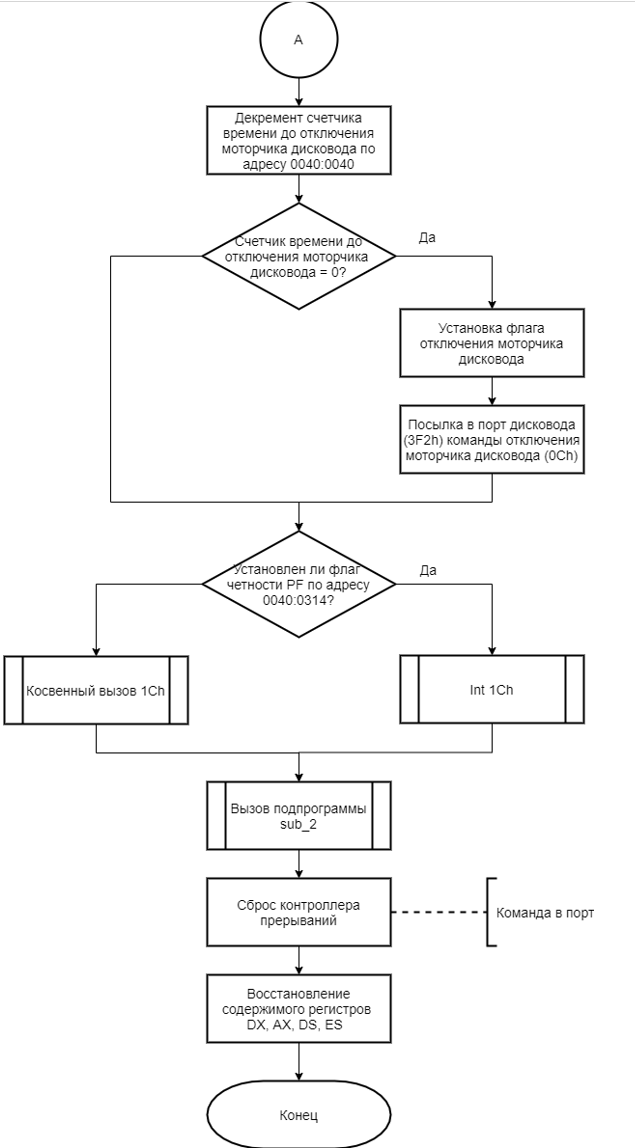 А
Декремент счетчика
времени до отключения
моторчика дисковода по
адресу 0040:0040
Счетчик времени до
отключения моторчика
дисковода = 0?
Да
Установка флага
отключения моторчика
дисковода
Посылка в порт дисковода
(3F2h) команды отключения
моторчика дисковода (0Ch)
Установлен ли флаг
четности PF по адресу
0040:0314?
Да
Косвенный вызов 1Ch
Int 1Ch
Вызов подпрограммы
sub_2
Сброс контроллера
прерываний
Команда в порт
Восстановление
содержимого регистров
DX, AX, DS, ES
Конец